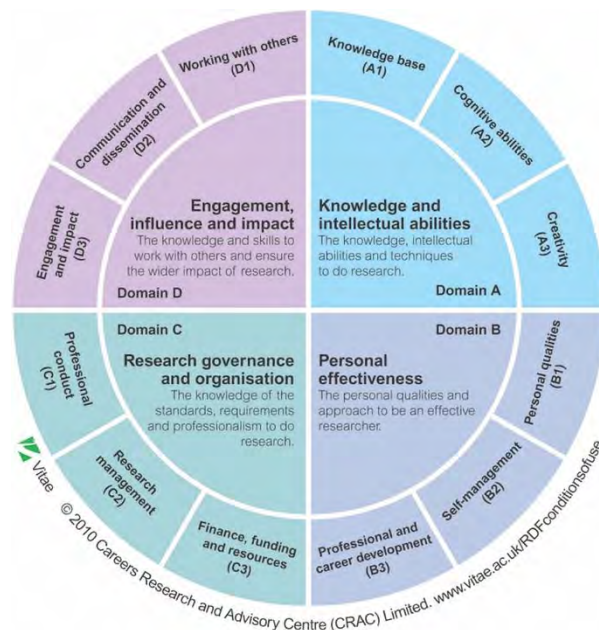 Working with others
(D1)
Knowledge base
(A1)
Communication and
dissemination
(D2)
Cognitive abilities
(A2)
Engagement
and impact
(D3)
Creativity
(A3)
Engagement,
influence and impact
The knowledge and skills to
work with others and ensure
the wider impact of research.
Domain D
Knowledge and
intellectual abilities
The knowledge, intellectual
abilities and techniques
to do research.
Domain A
Domain C
Research governance
and organisation
The knowledge of the
standards, requirements
and professionalism to do
research.
Domain B
Personal
effectiveness
The personal qualities and
approach to be an effective
researcher.
Professional
conduct
(C1)
Personal qualities
(B1)
Research
management
(C2)
Self-management
(B2)
Finance, funding
and resources
(C3)
Professional and
career development
(B3)
Vitae
© 2010 Careers Research and Advisory Centre (CRAC) Limited. www.vitae.ac.uk/RDFconditionsofuse